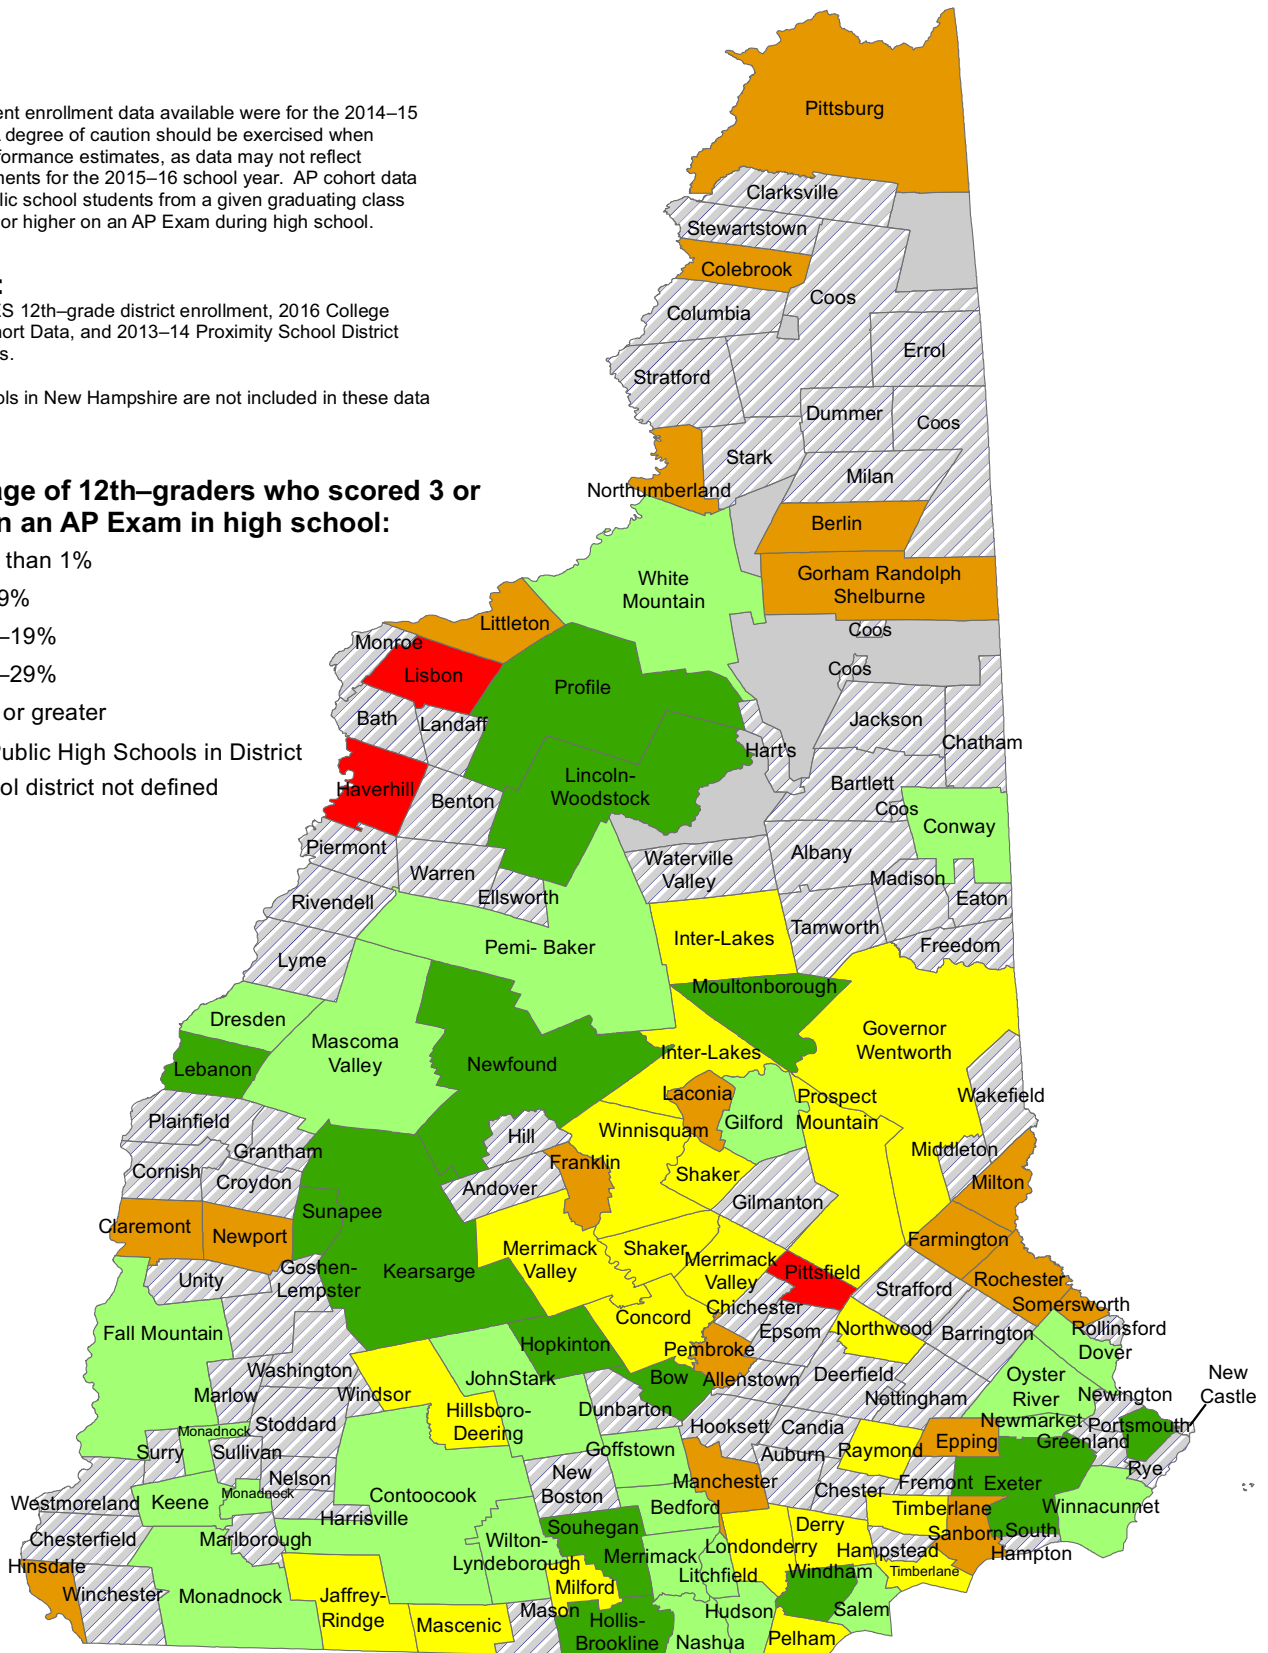 ent enrollment data available were for the 2014–15
A degree of caution should be exercised when
formance estimates, as data may not reflect
ments for the 2015–16 school year.  AP cohort data
lic school students from a given graduating class
or higher on an AP Exam during high school.
:
ES 12th–grade district enrollment, 2016 College
hort Data, and 2013–14 Proximity School District
s.
ols in New Hampshire are not included in these data
age of 12th–graders who scored 3 or
n an AP Exam in high school:
than 1%
9%
–19%
–29%
or greater
Public High Schools in District
ol district not defined
Pittsburg
Clarksville
Stewartstown
Colebrook
Coos
Columbia
Errol
Stratford
Dummer
Coos
Stark
Milan
Northumberland
Berlin
White
Mountain
Gorham Randolph
Shelburne
Littleton
Coos
Monroe
Lisbon
Coos
Profile
Bath
Landaff
Jackson
Chatham
Hart's
Haverhill
Lincoln-
Woodstock
Benton
Bartlett
Coos
Conway
Piermont
Warren
Waterville
Valley
Albany
Madison
Ellsworth
Eaton
Rivendell
Tamworth
Pemi- Baker
Inter-Lakes
Freedom
Lyme
Moultonborough
Dresden
Mascoma
Valley
Governor
Wentworth
Lebanon
Newfound
Inter-Lakes
Laconia
Gilford
Prospect
Mountain
Wakefield
Plainfield
Grantham
Hill
Winnisquam
Middleton
Cornish
Croydon
Franklin
Shaker
Milton
Andover
Gilmanton
Sunapee
Claremont
Newport
Farmington
Merrimack
Valley
Shaker
Merrimack
Valley
Unity
Goshen-
Lempster
Kearsarge
Pittsfield
Strafford
Rochester
Chichester
Somersworth
Concord
Epsom
Northwood
Barrington
Rollinsford
Fall Mountain
Hopkinton
Pembroke
Dover
Washington
JohnStark
Bow
Allenstown
Deerfield
Oyster
River
New
Castle
Marlow
Windsor
Nottingham
Newington
Stoddard
Hillsboro-
Deering
Dunbarton
Hooksett
Candia
Newmarket
Portsmouth
Monadnock
Surry
Sullivan
Goffstown
Auburn
Raymond
Epping
Greenland
Rye
Nelson
New
Boston
Manchester
Chester
Fremont
Exeter
Westmoreland
Keene
Monadnock
Contoocook
Bedford
Timberlane
Winnacunnet
Harrisville
Chesterfield
Marlborough
Wilton-
Lyndeborough
Souhegan
Derry
Londonderry
Sanborn
South
Hampton
Hampstead
Merrimack
Hinsdale
Litchfield
Windham
Timberlane
Winchester
Monadnock
Jaffrey-
Rindge
Milford
Mason
Hudson
Salem
Mascenic
Hollis-
Brookline
Nashua
Pelham